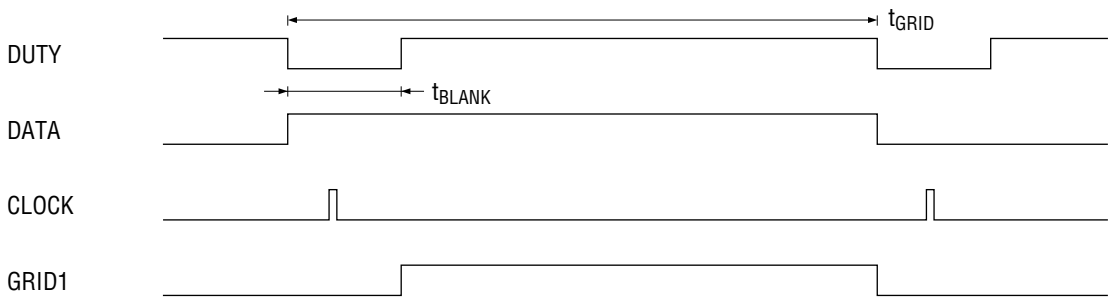 tGRID
DUTY
tBLANK
DATA
CLOCK
GRID1